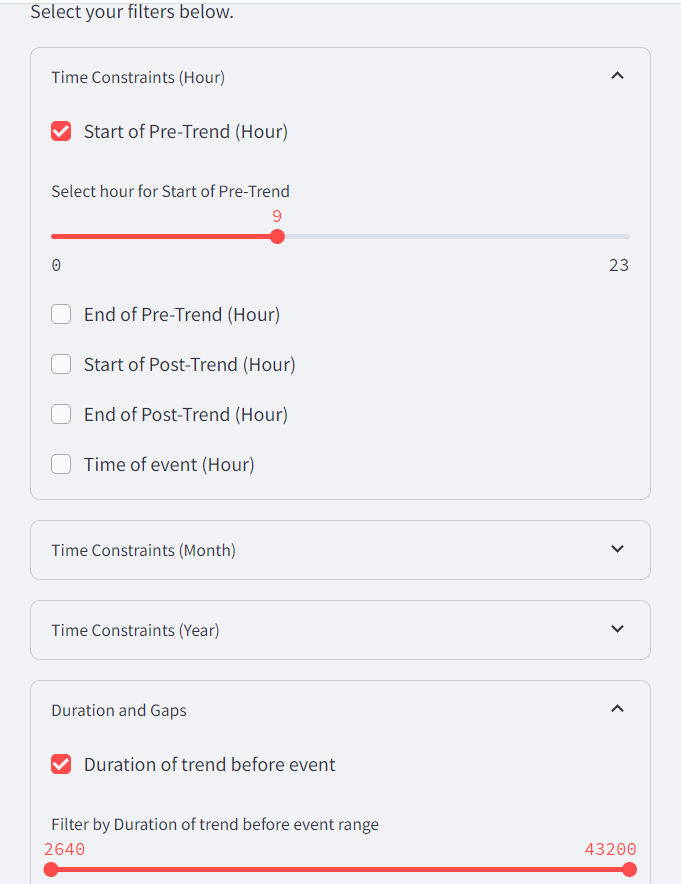 Select your filters below.
Time Constraints (Hour)
Start of Pre-Trend (Hour)
Select hour for Start of Pre-Trend
9
0 23
End of Pre-Trend (Hour)
Start of Post-Trend (Hour)
End of Post-Trend (Hour)
Time of event (Hour)
Time Constraints (Month)
Time Constraints (Year)
Duration and Gaps
Duration of trend before event
Filter by Duration of trend before event range
2640 43200